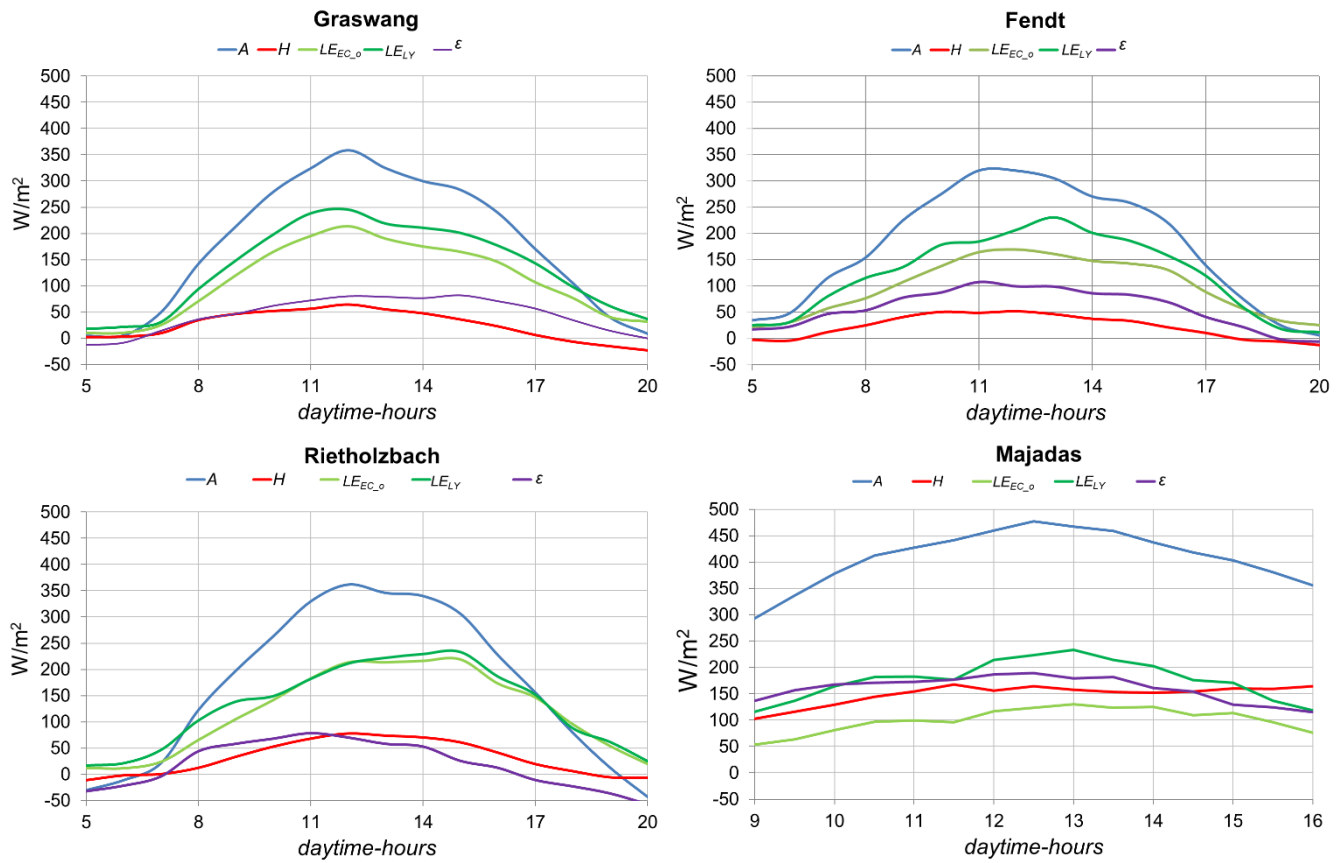 Graswang
A H LE_EC_o LE_LY ε
500
450
400
350
300
250
200
150
100
50
0
-50
W/m²
5 8 11 14 17 20
daytime-hours
Fendt
A H LE_EC_o LE_LY ε
500
450
400
350
300
250
200
150
100
50
0
-50
W/m²
5 8 11 14 17 20
daytime-hours
Rietholzbach
A H LE_EC_o LE_LY ε
500
450
400
350
300
250
200
150
100
50
0
-50
W/m²
5 8 11 14 17 20
daytime-hours
Majadas
A H LE_EC_o LE_LY ε
500
450
400
350
300
250
200
150
100
50
0
-50
W/m²
9 10 11 12 13 14 15 16
daytime-hours